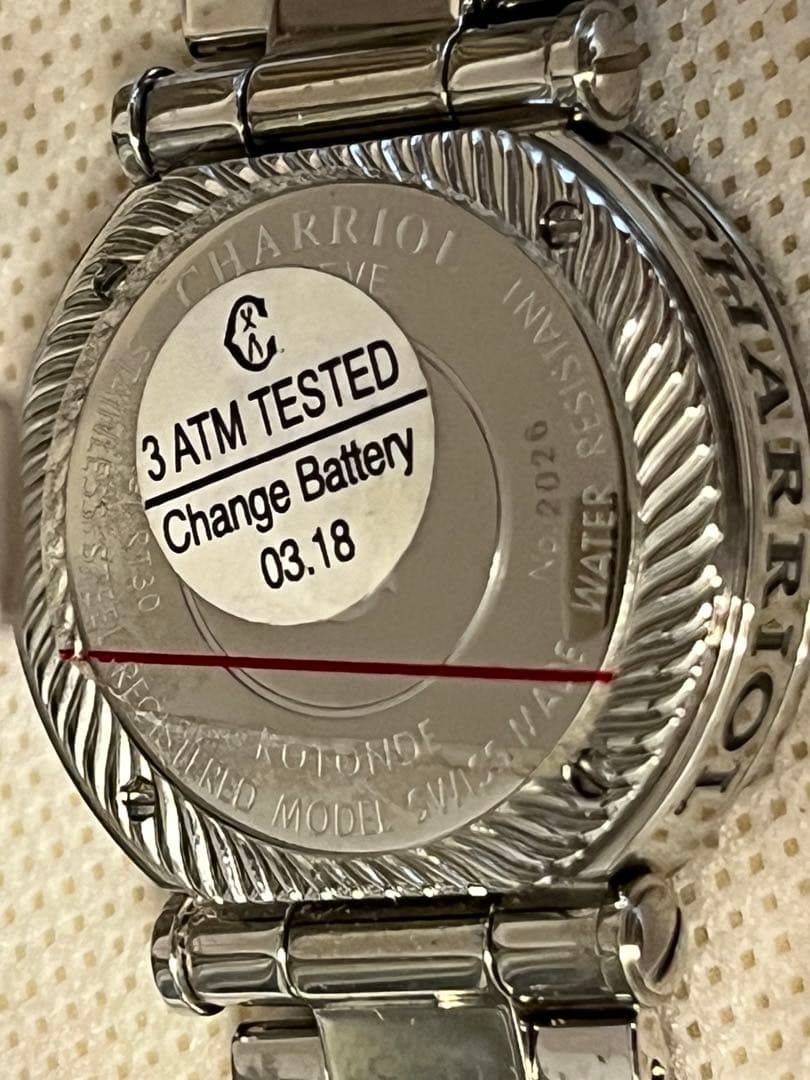 CHARRIOL
3 ATM TESTED
Change Battery
03.18
WATER RESISTANT
No.2026
STAINLESS STEEL
ROTONDE
REGISTERED MODEL SWISS MADE
CHARRIOL